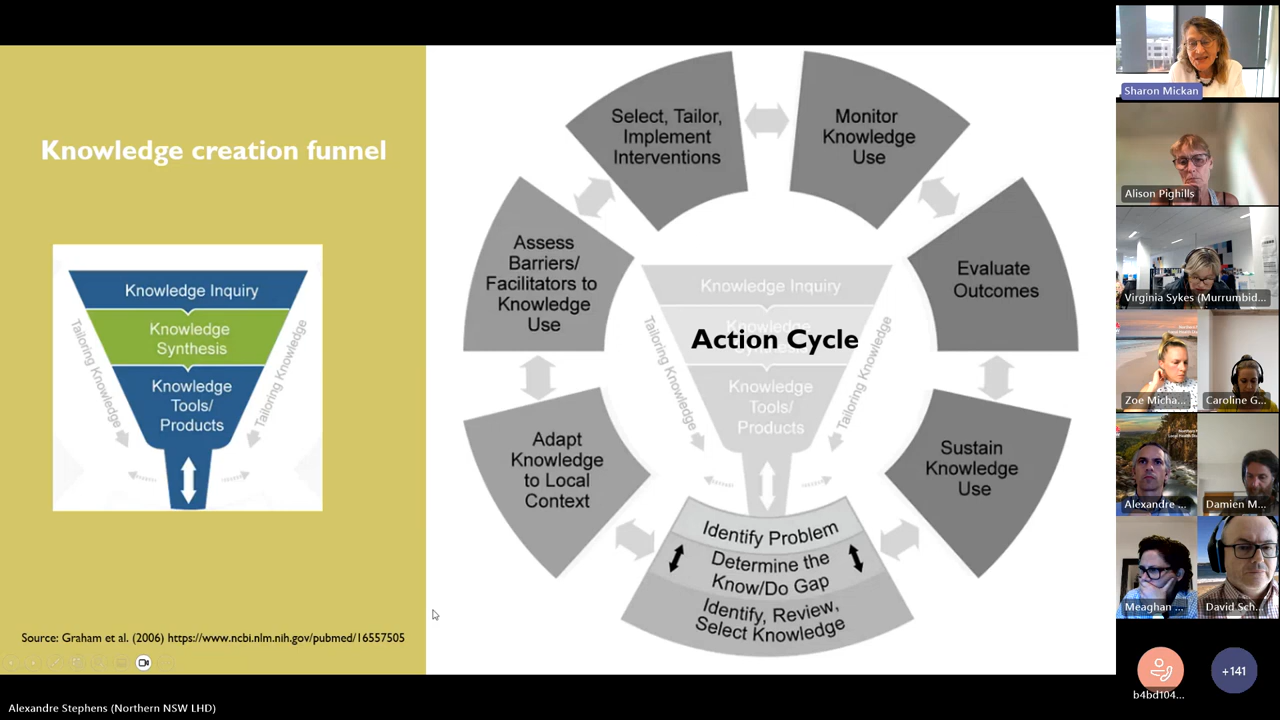 Knowledge creation funnel
Knowledge Inquiry
Knowledge
Synthesis
Knowledge
Tools/
Products
Tailoring Knowledge
Tailoring Knowledge
Source: Graham et al. (2006) https://www.ncbi.nlm.nih.gov/pubmed/16557505
Select, Tailor,
Implement
Interventions
Monitor
Knowledge
Use
Assess
Barriers/
Facilitators to
Knowledge
Use
Evaluate
Outcomes
Knowledge Inquiry
Action Cycle
Knowledge
Tools/
Products
Tailoring Knowledge
Tailoring Knowledge
Adapt
Knowledge
to Local
Context
Sustain
Knowledge
Use
Identify Problem
Determine the
Know/Do Gap
Identify, Review,
Select Knowledge
Sharon Mickan
Alison Pighills
Virginia Sykes (Murrumbid...
Zoe Micha...
Caroline G...
Alexandre ...
Damien M...
Meaghan ...
David Sch...
b4bd104...
+141
Alexandre Stephens (Northern NSW LHD)